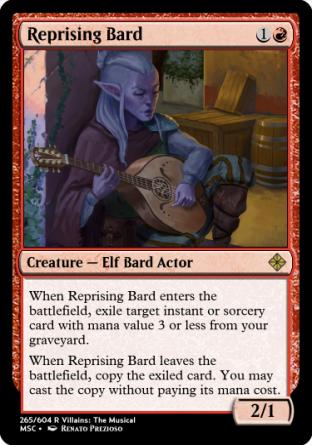 Reprising Bard 1
Creature — Elf Bard Actor
When Reprising Bard enters the
battlefield, exile target instant or sorcery
card with mana value 3 or less from your
graveyard.
When Reprising Bard leaves the
battlefield, copy the exiled card. You may
cast the copy without paying its mana cost.
265/604 R Villains: The Musical
MSC • Renato Prezioso
2/1